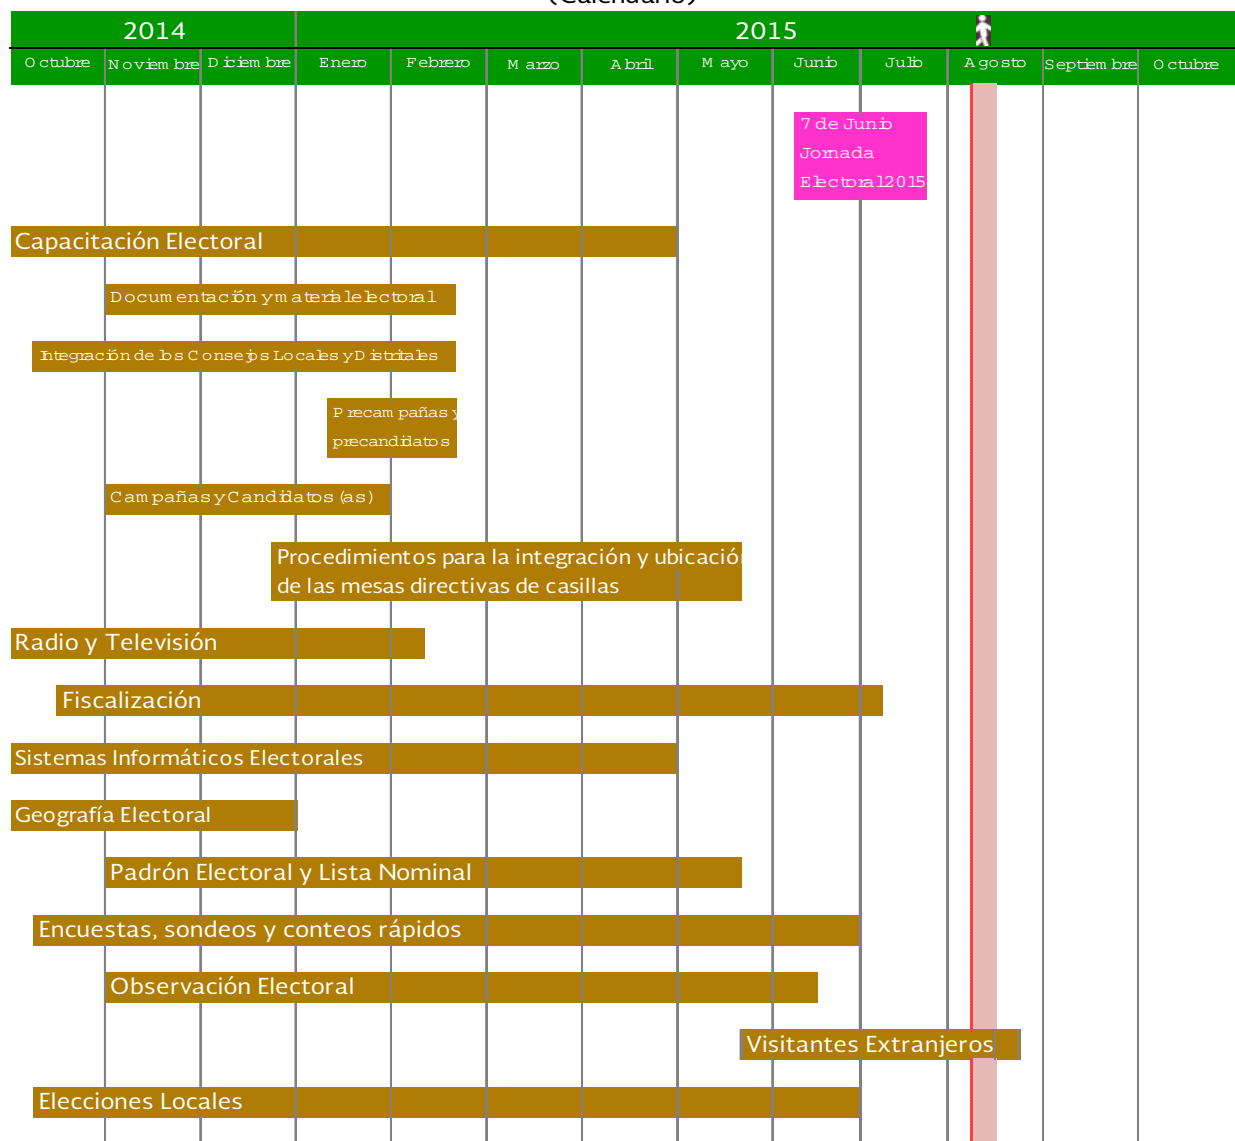 (Calendario)
2014 2015
Octubre Noviembre Diciembre Enero Febrero Marzo Abril Mayo Junio Julio Agosto Septiembre Octubre
7 de Junio
Jornada
Electoral 2015
Capacitación Electoral
Documentación y material electoral
Integración de los Consejos Locales y Distritales
Precampañas y
precandidatos
Campañas y Candidatos (as)
Procedimientos para la integración y ubicació
de las mesas directivas de casillas
Radio y Televisión
Fiscalización
Sistemas Informáticos Electorales
Geografía Electoral
Padrón Electoral y Lista Nominal
Encuestas, sondeos y conteos rápidos
Observación Electoral
Visitantes Extranjeros
Elecciones Locales